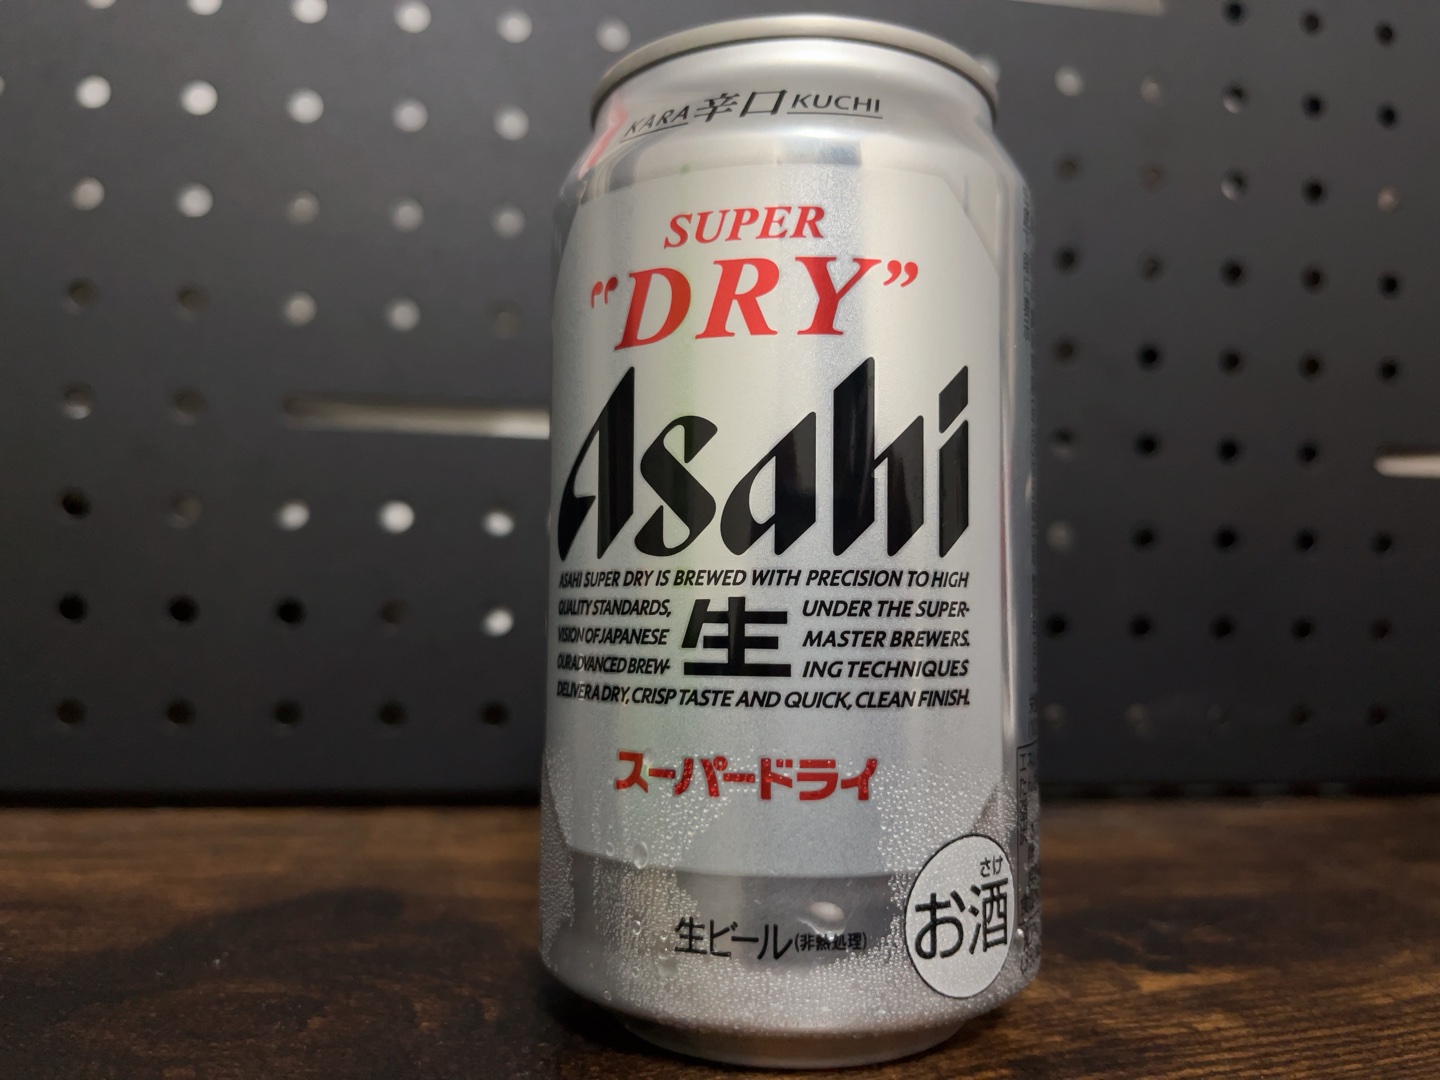 KARA 辛口 KUCHI
SUPER
“DRY”
Asahi
ASAHI SUPER DRY IS BREWED WITH PRECISION TO HIGH
QUALITY STANDARDS, UNDER THE SUPER-
VISION OF JAPANESE MASTER BREWERS.
OUR ADVANCED BREW- ING TECHNIQUES
生
DELIVER A DRY, CRISP TASTE AND QUICK, CLEAN FINISH.
スーパードライ
さけ
お酒
生ビール(非熱処理)